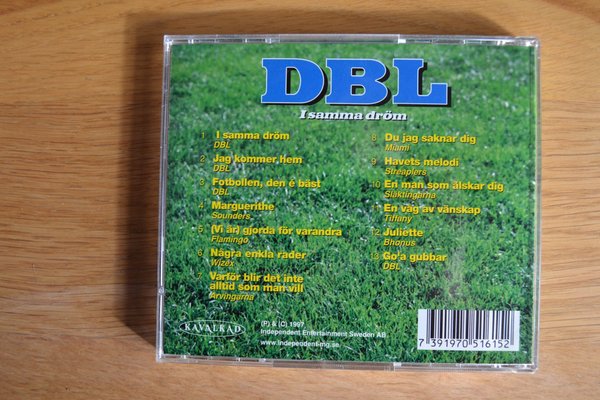 DBL
I samma dröm
1 I samma dröm
DBL
2 Jag kommer hem
DBL
3 Fotbollen, den é bäst
DBL
4 Marguerithe
Sounders
5 (Vi är) gjorda för varandra
Flamingo
6 Några enkla rader
Wizex
7 Varför blir det inte
alltid som man vill
Arvingarna
8 Du jag saknar dig
Miami
9 Havets melodi
Streaplers
10 En man som älskar dig
Släktingarna
11 En väg av vänskap
Tiffany
12 Juliette
Bhonus
13 Go'a gubbar
DBL
KAVALKAD
(P) & (C) 1997
Independent Entertainment Sweden AB
www.independent-mg.se
7 391970 516152